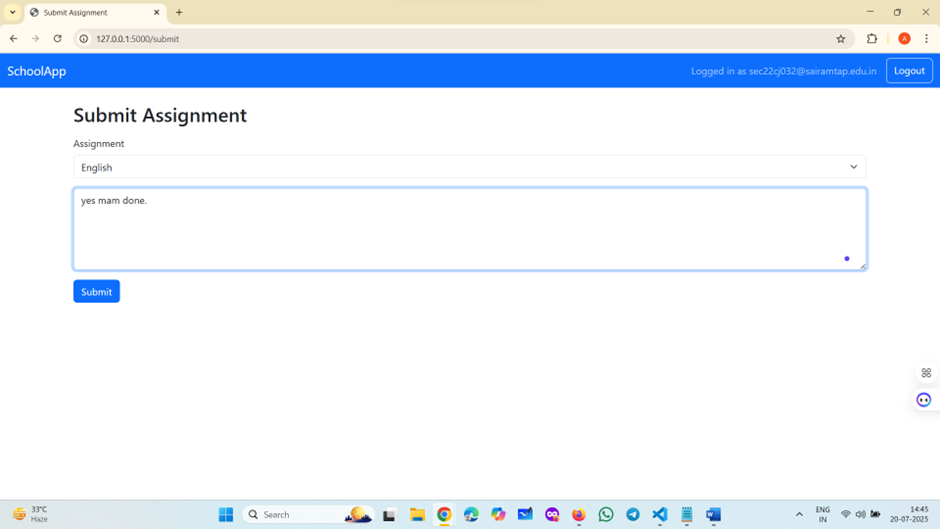 Submit Assignment
127.0.0.1:5000/submit
A
SchoolApp
Logged in as sec22cj032@sairamtap.edu.in
Logout
Submit Assignment
Assignment
English
yes mam done.
Submit
33°C
Haze
Search
ENG
IN
14:45
20-07-2025